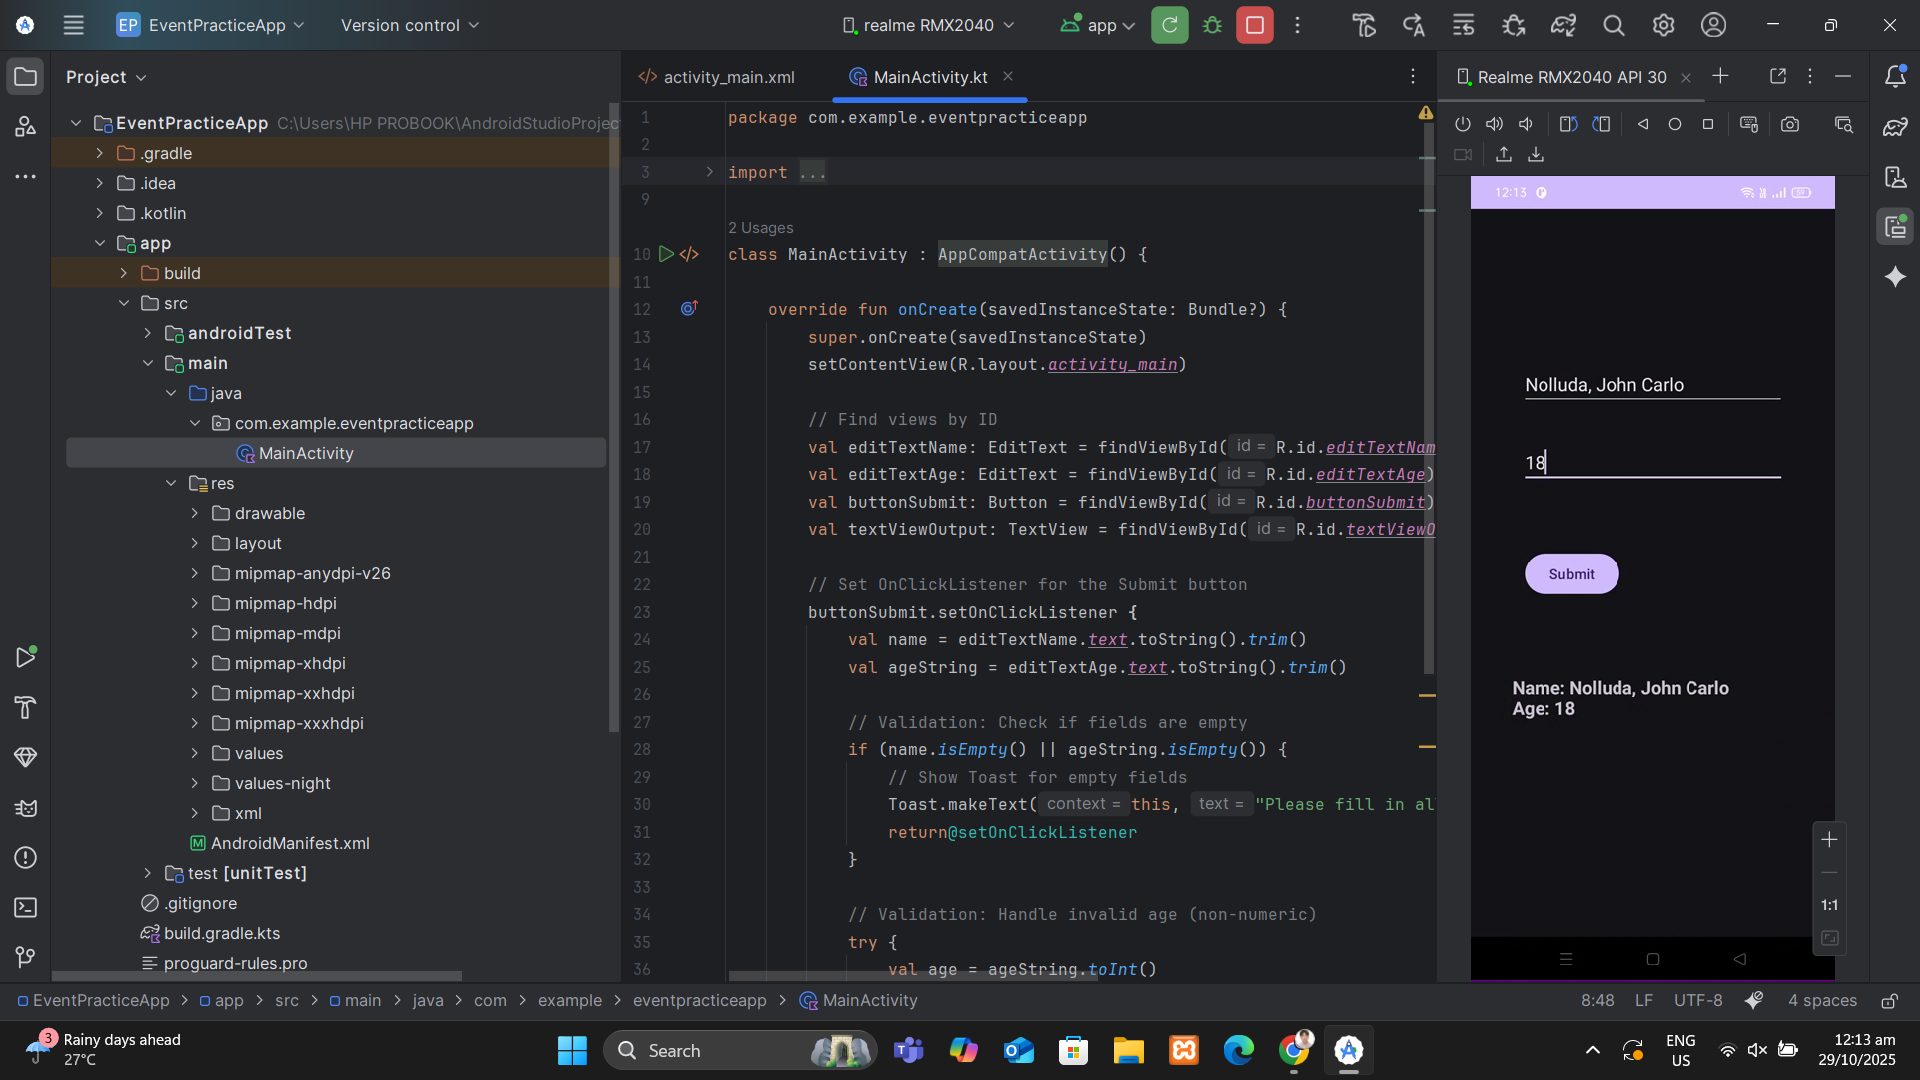 EP EventPracticeApp Version control realme RMX2040 app
Project
EventPracticeApp C:\Users\HP PROBOOK\AndroidStudioProjec
.gradle
.idea
.kotlin
app
build
src
androidTest
main
java
com.example.eventpracticeapp
MainActivity
res
drawable
layout
mipmap-anydpi-v26
mipmap-hdpi
mipmap-mdpi
mipmap-xhdpi
mipmap-xxhdpi
mipmap-xxxhdpi
values
values-night
xml
AndroidManifest.xml
test [unitTest]
.gitignore
build.gradle.kts
proguard-rules.pro
activity_main.xml MainActivity.kt
1 package com.example.eventpracticeapp
2
3 import ...
9
2 Usages
10 class MainActivity : AppCompatActivity() {
11
12 override fun onCreate(savedInstanceState: Bundle?) {
13 super.onCreate(savedInstanceState)
14 setContentView(R.layout.activity_main)
15
16 // Find views by ID
17 val editTextName: EditText = findViewById( id = R.id.editTextNam
18 val editTextAge: EditText = findViewById( id = R.id.editTextAge)
19 val buttonSubmit: Button = findViewById( id = R.id.buttonSubmit)
20 val textViewOutput: TextView = findViewById( id = R.id.textViewO
21
22 // Set OnClickListener for the Submit button
23 buttonSubmit.setOnClickListener {
24 val name = editTextName.text.toString().trim()
25 val ageString = editTextAge.text.toString().trim()
26
27 // Validation: Check if fields are empty
28 if (name.isEmpty() || ageString.isEmpty()) {
29 // Show Toast for empty fields
30 Toast.makeText( context = this, text = "Please fill in al
31 return@setOnClickListener
32 }
33
34 // Validation: Handle invalid age (non-numeric)
35 try {
36 val age = ageString.toInt()
Realme RMX2040 API 30
12:13 59
Nolluda, John Carlo
18
Submit
Name: Nolluda, John Carlo
Age: 18
1:1
EventPracticeApp > app > src > main > java > com > example > eventpracticeapp > MainActivity 8:48 LF UTF-8 4 spaces
3 Rainy days ahead
27°C
Search
ENG
US
12:13 am
29/10/2025